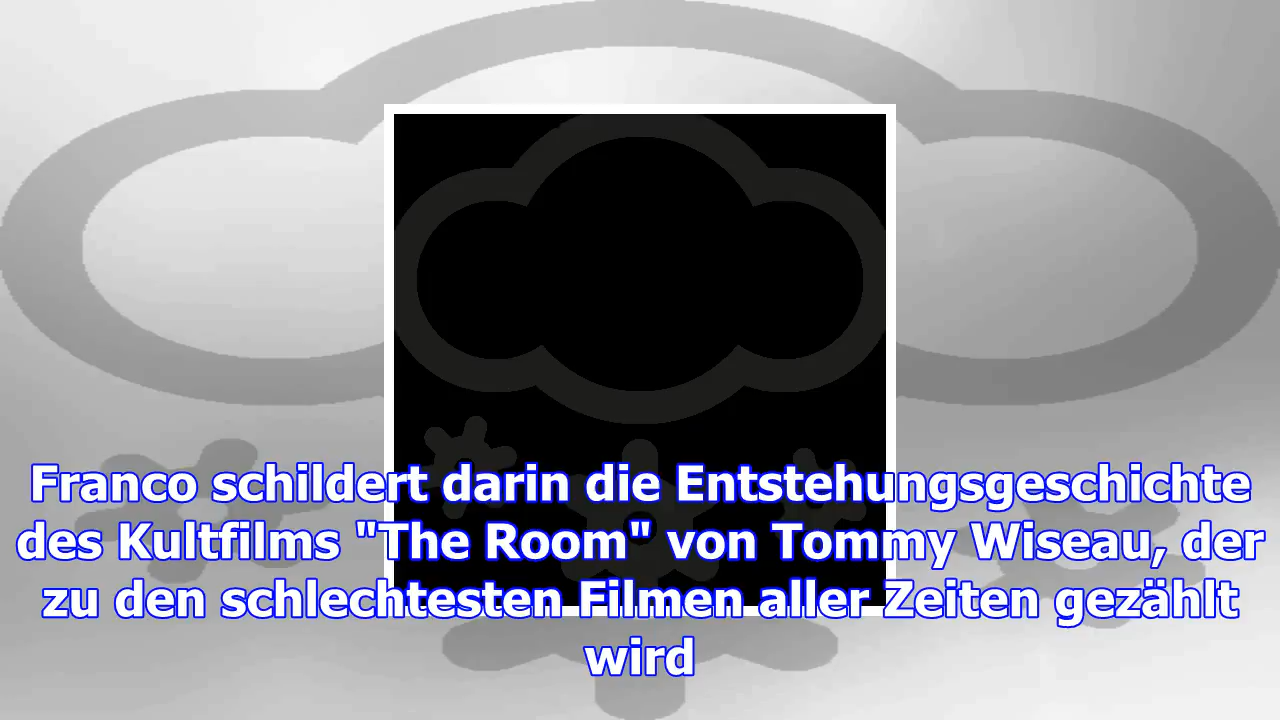 Franco schildert darin die Entstehungsgeschichte
des Kultfilms "The Room" von Tommy Wiseau, der
zu den schlechtesten Filmen aller Zeiten gezählt
wird